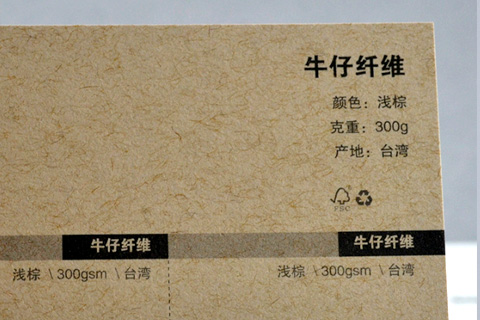 牛仔纤维
颜色：浅棕
克重：300g
产地：台湾
FSC
牛仔纤维
浅棕 \ 300gsm \ 台湾
牛仔纤维
浅棕 \ 300gsm \ 台湾